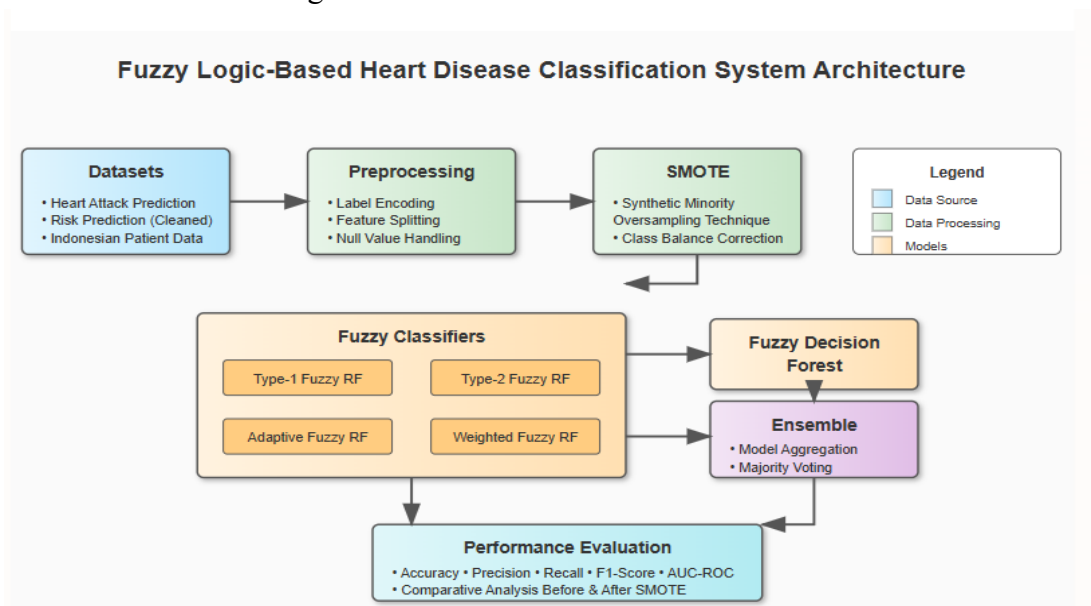 Fuzzy Logic-Based Heart Disease Classification System Architecture
Datasets
• Heart Attack Prediction
• Risk Prediction (Cleaned)
• Indonesian Patient Data
Preprocessing
• Label Encoding
• Feature Splitting
• Null Value Handling
SMOTE
• Synthetic Minority
Oversampling Technique
• Class Balance Correction
Legend
Data Source
Data Processing
Models
Fuzzy Classifiers
Type-1 Fuzzy RF
Type-2 Fuzzy RF
Adaptive Fuzzy RF
Weighted Fuzzy RF
Fuzzy Decision
Forest
Ensemble
• Model Aggregation
• Majority Voting
Performance Evaluation
• Accuracy • Precision • Recall • F1-Score • AUC-ROC
• Comparative Analysis Before & After SMOTE